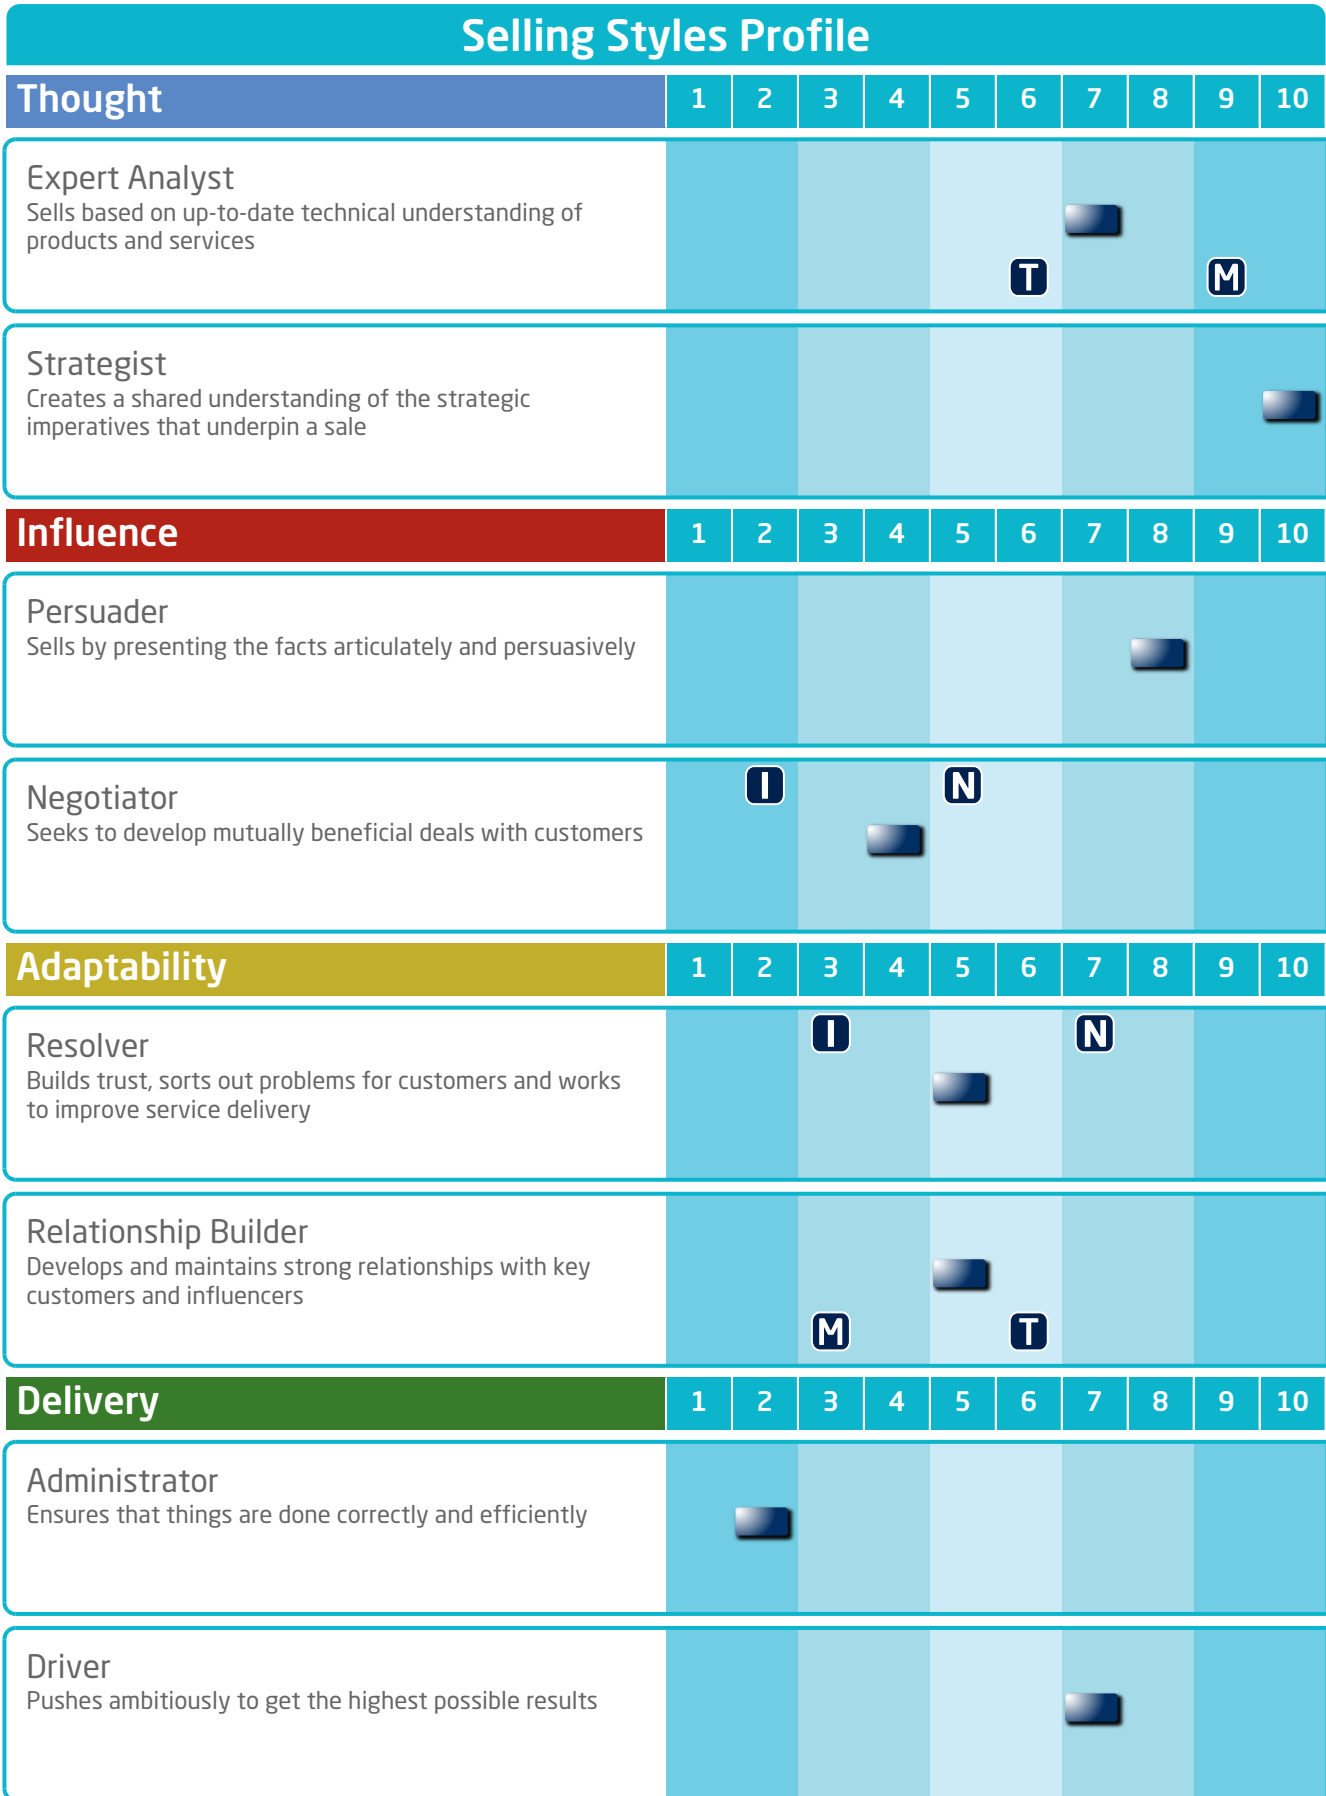 Selling Styles Profile
Thought 1 2 3 4 5 6 7 8 9 10
Expert Analyst
Sells based on up-to-date technical understanding of
products and services
T M
Strategist
Creates a shared understanding of the strategic
imperatives that underpin a sale
Influence 1 2 3 4 5 6 7 8 9 10
Persuader
Sells by presenting the facts articulately and persuasively
I N
Negotiator
Seeks to develop mutually beneficial deals with customers
Adaptability 1 2 3 4 5 6 7 8 9 10
I N
Resolver
Builds trust, sorts out problems for customers and works
to improve service delivery
Relationship Builder
Develops and maintains strong relationships with key
customers and influencers
M T
Delivery 1 2 3 4 5 6 7 8 9 10
Administrator
Ensures that things are done correctly and efficiently
Driver
Pushes ambitiously to get the highest possible results